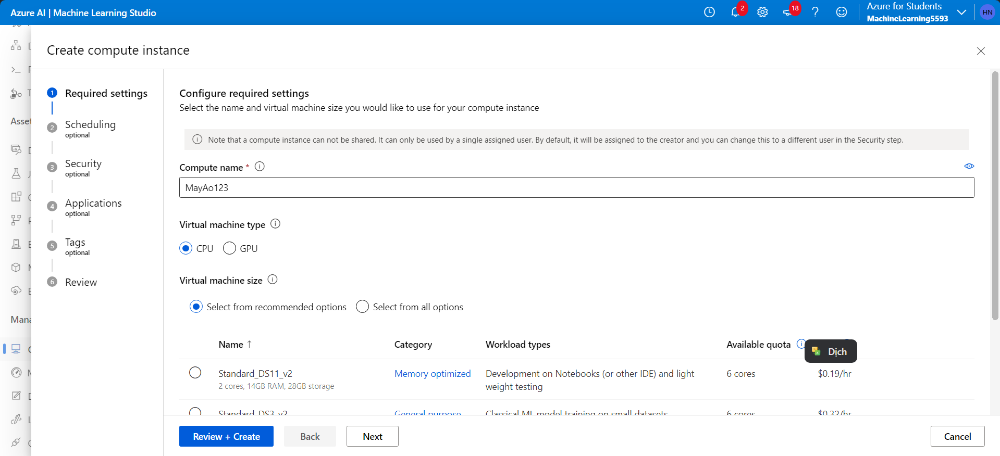 Azure AI | Machine Learning Studio
2
18
Azure for Students
MachineLearning5593
HN
Create compute instance
Asset
Mana
1 Required settings
2 Scheduling
optional
3 Security
optional
4 Applications
optional
5 Tags
optional
6 Review
Configure required settings
Select the name and virtual machine size you would like to use for your compute instance
Note that a compute instance can not be shared. It can only be used by a single assigned user. By default, it will be assigned to the creator and you can change this to a different user in the Security step.
Compute name *
MayAo123
Virtual machine type
CPU GPU
Virtual machine size
Select from recommended options Select from all options
Name ↑ Category Workload types Available quota
Dịch
Standard_DS11_v2 Memory optimized Development on Notebooks (or other IDE) and light 6 cores $0.19/hr
2 cores, 14GB RAM, 28GB storage weight testing
Standard_DS3_v2 General purpose Classical ML model training on small datasets 6 cores $0.32/hr
Review + Create Back Next Cancel